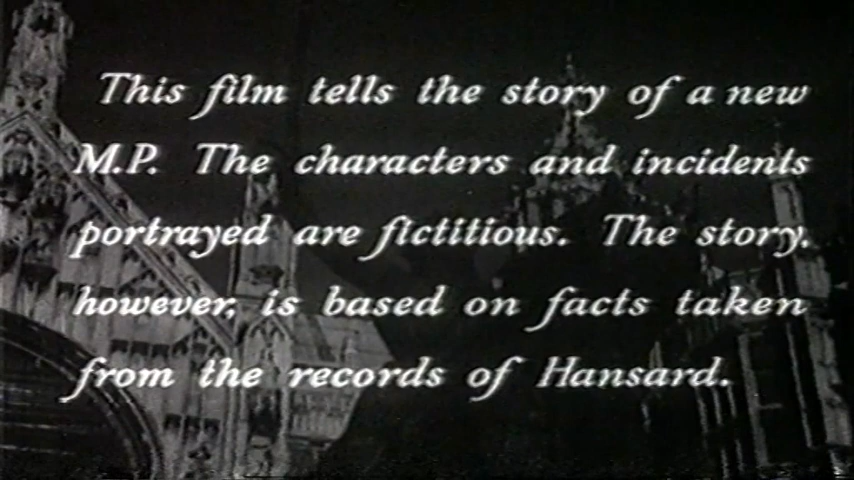 This film tells the story of a new
M.P. The characters and incidents
portrayed are fictitious. The story,
however, is based on facts taken
from the records of Hansard.